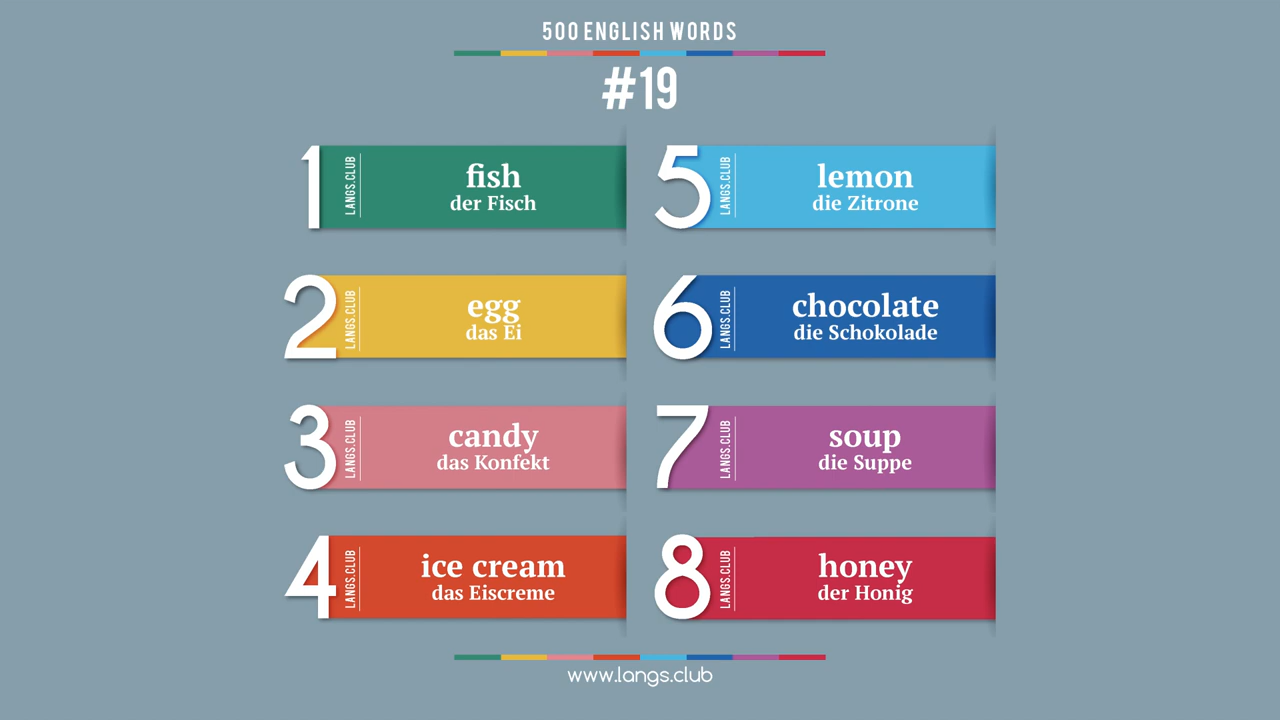 500 ENGLISH WORDS
#19
1
LANGS.CLUB
fish
der Fisch
2
LANGS.CLUB
egg
das Ei
3
LANGS.CLUB
candy
das Konfekt
4
LANGS.CLUB
ice cream
das Eiscreme
5
LANGS.CLUB
lemon
die Zitrone
6
LANGS.CLUB
chocolate
die Schokolade
7
LANGS.CLUB
soup
die Suppe
8
LANGS.CLUB
honey
der Honig
www.langs.club